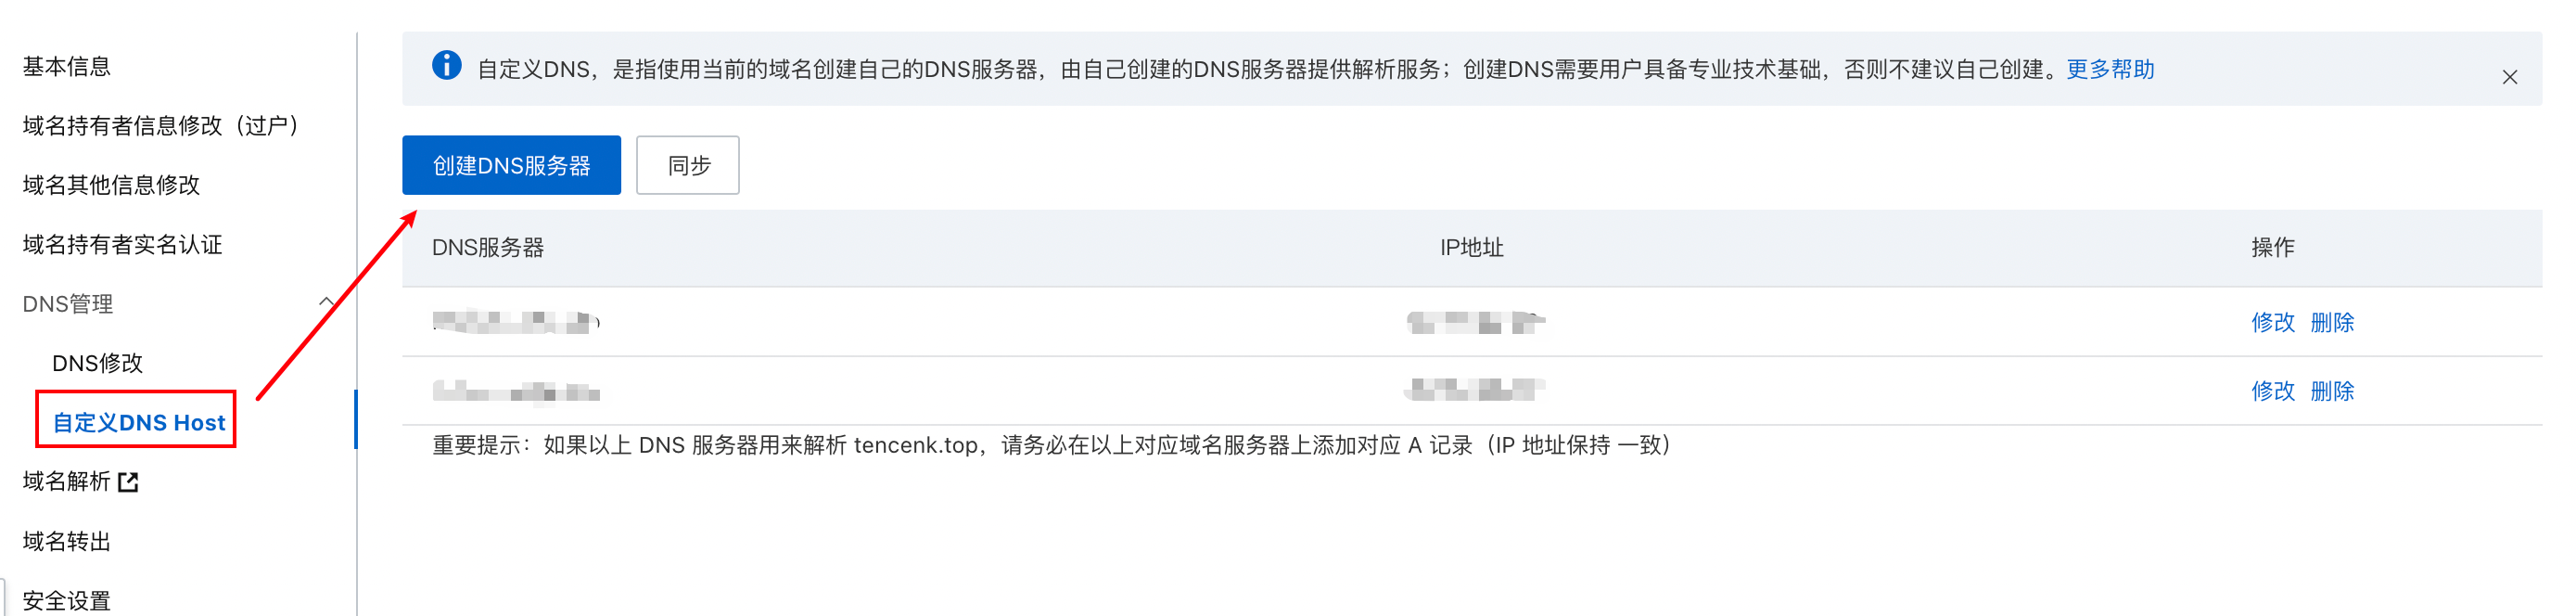 基本信息
域名持有者信息修改（过户）
域名其他信息修改
域名持有者实名认证
DNS管理
DNS修改
自定义DNS Host
域名解析
域名转出
安全设置
自定义DNS，是指使用当前的域名创建自己的DNS服务器，由自己创建的DNS服务器提供解析服务；创建DNS需要用户具备专业技术基础，否则不建议自己创建。更多帮助
创建DNS服务器 同步
DNS服务器 IP地址 操作
修改 删除
修改 删除
重要提示：如果以上 DNS 服务器用来解析 tencenk.top，请务必在以上对应域名服务器上添加对应 A 记录（IP 地址保持 一致）